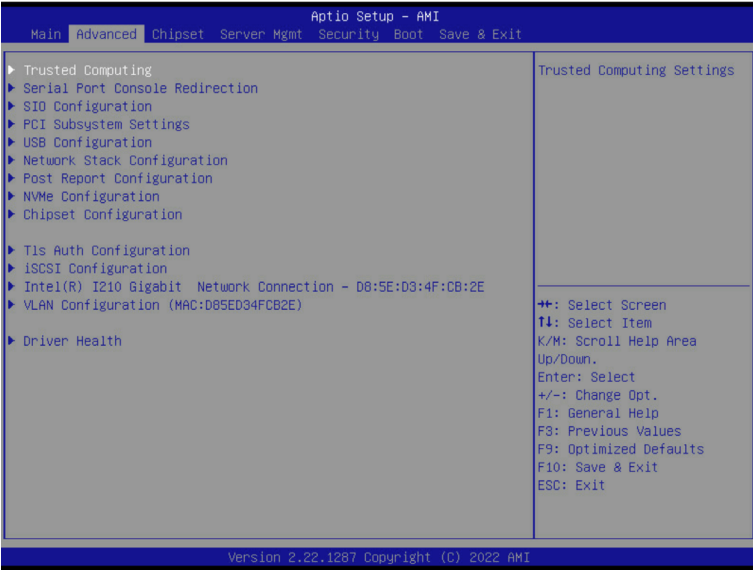 Aptio Setup - AMI
Main Advanced Chipset Server Mgmt Security Boot Save & Exit
Trusted Computing
Serial Port Console Redirection
SIO Configuration
PCI Subsystem Settings
USB Configuration
Network Stack Configuration
Post Report Configuration
NVMe Configuration
Chipset Configuration
Tls Auth Configuration
iSCSI Configuration
Intel(R) I210 Gigabit  Network Connection - D8:5E:D3:4F:CB:2E
VLAN Configuration (MAC:D85ED34FCB2E)
Driver Health
Trusted Computing Settings
→←: Select Screen
↑↓: Select Item
K/M: Scroll Help Area
Up/Down.
Enter: Select
+/-: Change Opt.
F1: General Help
F3: Previous Values
F9: Optimized Defaults
F10: Save & Exit
ESC: Exit
Version 2.22.1287 Copyright (C) 2022 AMI